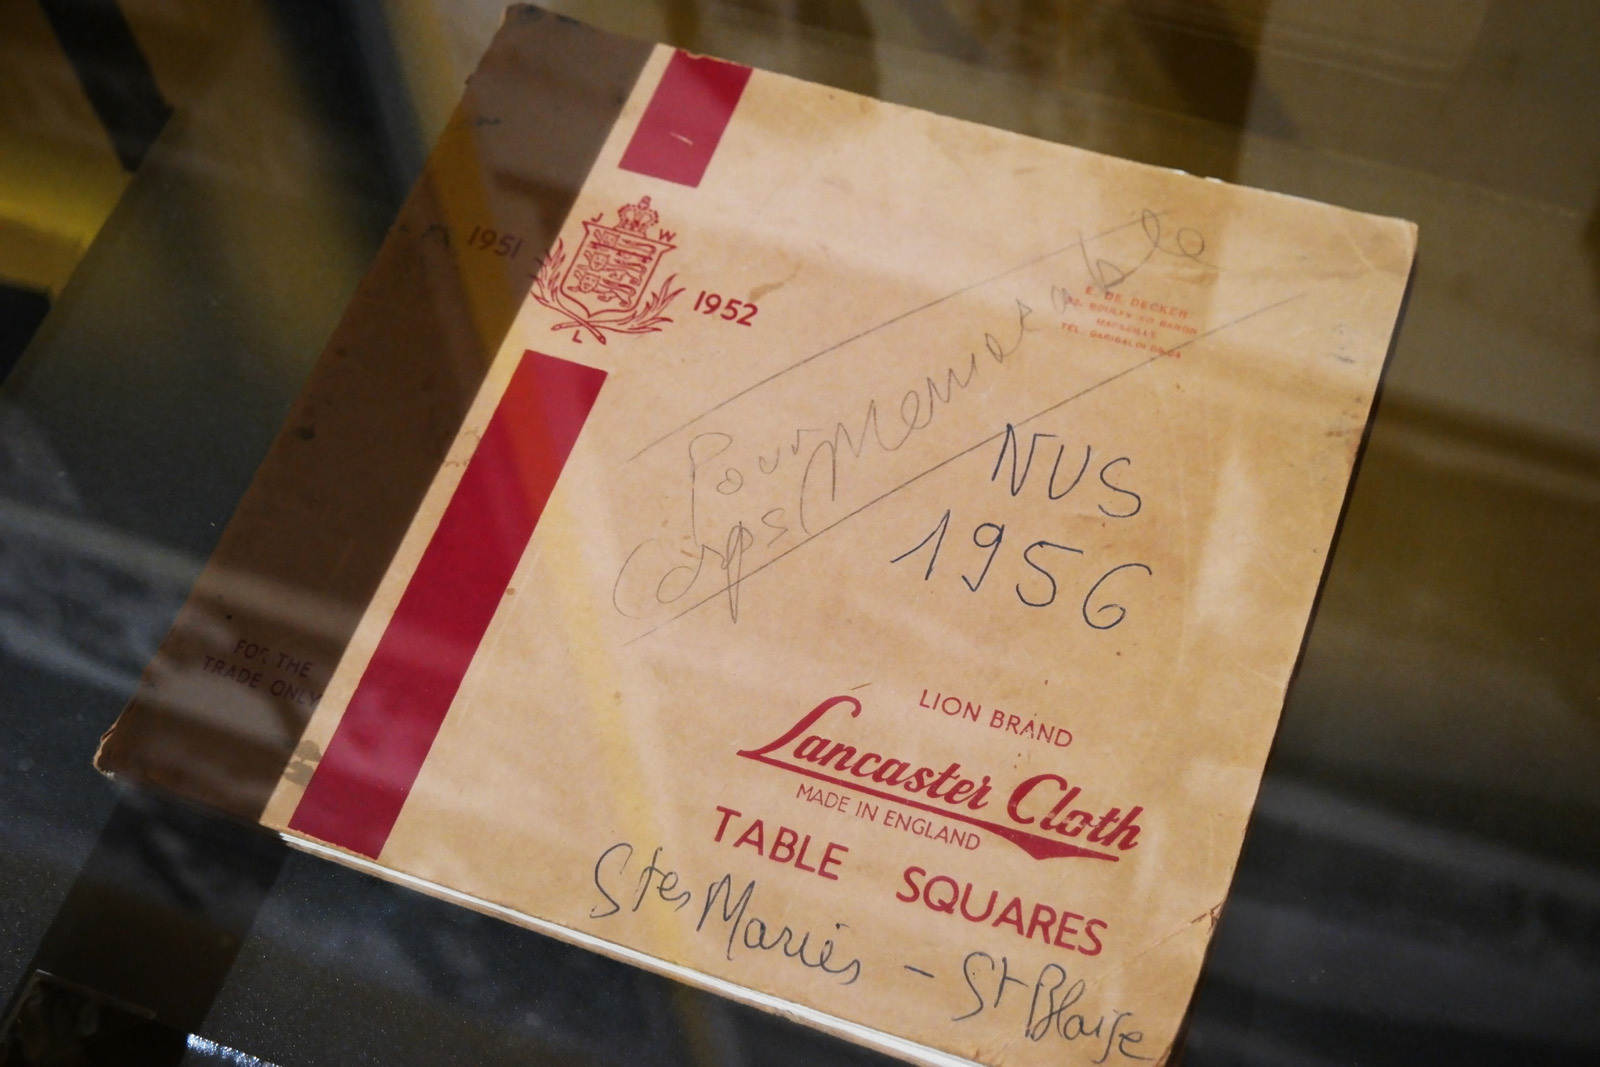 1951
J W
L
1952
E. DE DECKER
MARSEILLE
Pour
Corps Memorable
NUS
1956
FOR THE
TRADE ONLY
LION BRAND
Lancaster Cloth
MADE IN ENGLAND
TABLE SQUARES
Stes Maries - St Blaise